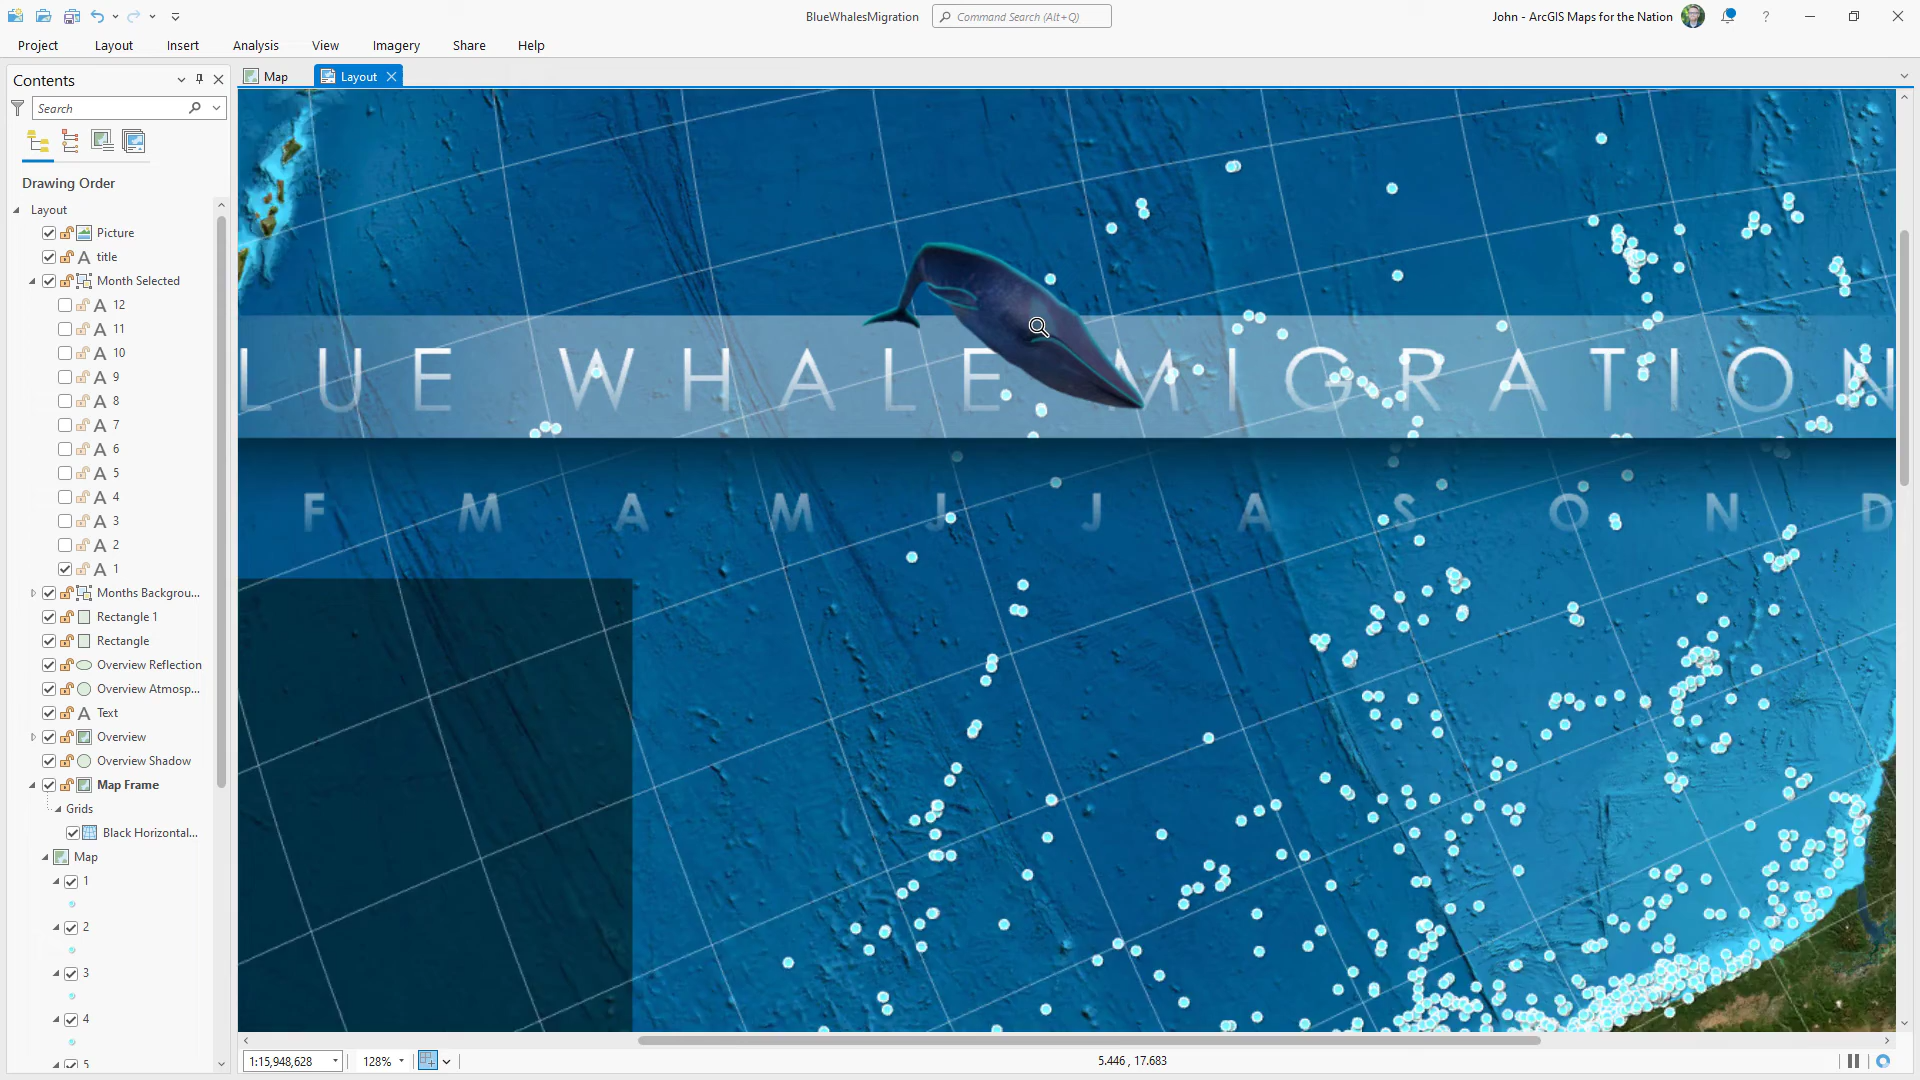 BlueWhalesMigration
Command Search (Alt+Q)
John - ArcGIS Maps for the Nation
?
Project
Layout
Insert
Analysis
View
Imagery
Share
Help
Contents
Search
Drawing Order
Layout
Picture
title
Month Selected
12
11
10
9
8
7
6
5
4
3
2
1
Months Backgrou...
Rectangle 1
Rectangle
Overview Reflection
Overview Atmosp...
Text
Overview
Overview Shadow
Map Frame
Grids
Black Horizontal...
Map
1
2
3
4
5
Map
Layout
LUE WHALE MIGRATION
F M A M J J A S O N D
1:15,948,628
128%
5.446 , 17.683